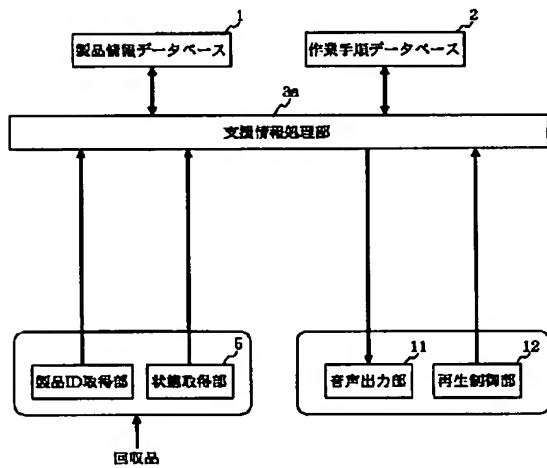 1
製品情報データベース
2
作業手順データベース
3a
支援情報処理部
製品ID取得部
5
状態取得部
11
音声出力部
12
再生制御部
回収品